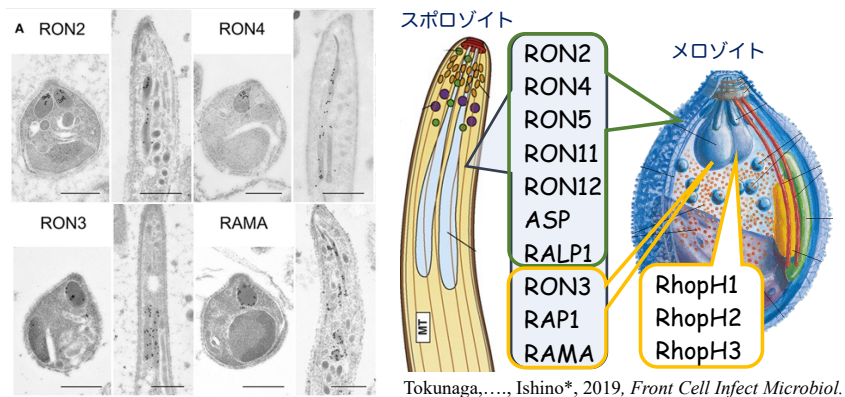 A RON2 RON4
RON3 RAMA
スポロゾイト
RON2
RON4
RON5
RON11
RON12
ASP
RALP1
RON3
RAP1
RAMA
MT
メロゾイト
RhopH1
RhopH2
RhopH3
Tokunaga,…., Ishino*, 2019, Front Cell Infect Microbiol.